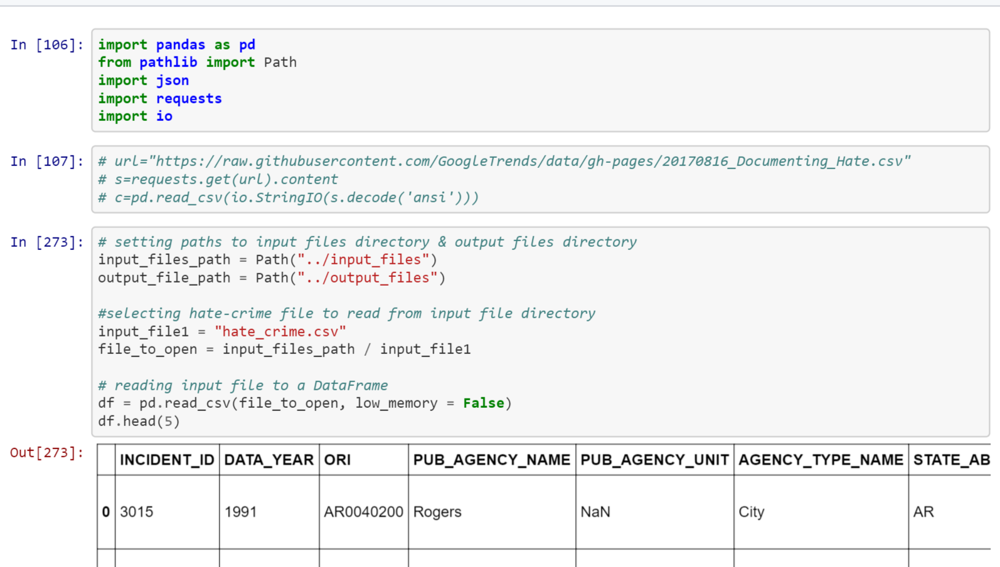 In [106]:
import pandas as pd
from pathlib import Path
import json
import requests
import io
In [107]:
# url="https://raw.githubusercontent.com/GoogleTrends/data/gh-pages/20170816_Documenting_Hate.csv"
# s=requests.get(url).content
# c=pd.read_csv(io.StringIO(s.decode('ansi')))
In [273]:
# setting paths to input files directory & output files directory
input_files_path = Path("../input_files")
output_file_path = Path("../output_files")
#selecting hate-crime file to read from input file directory
input_file1 = "hate_crime.csv"
file_to_open = input_files_path / input_file1
# reading input file to a DataFrame
df = pd.read_csv(file_to_open, low_memory = False)
df.head(5)
Out[273]:
INCIDENT_ID DATA_YEAR ORI PUB_AGENCY_NAME PUB_AGENCY_UNIT AGENCY_TYPE_NAME STATE_AB
0 3015 1991 AR0040200 Rogers NaN City AR